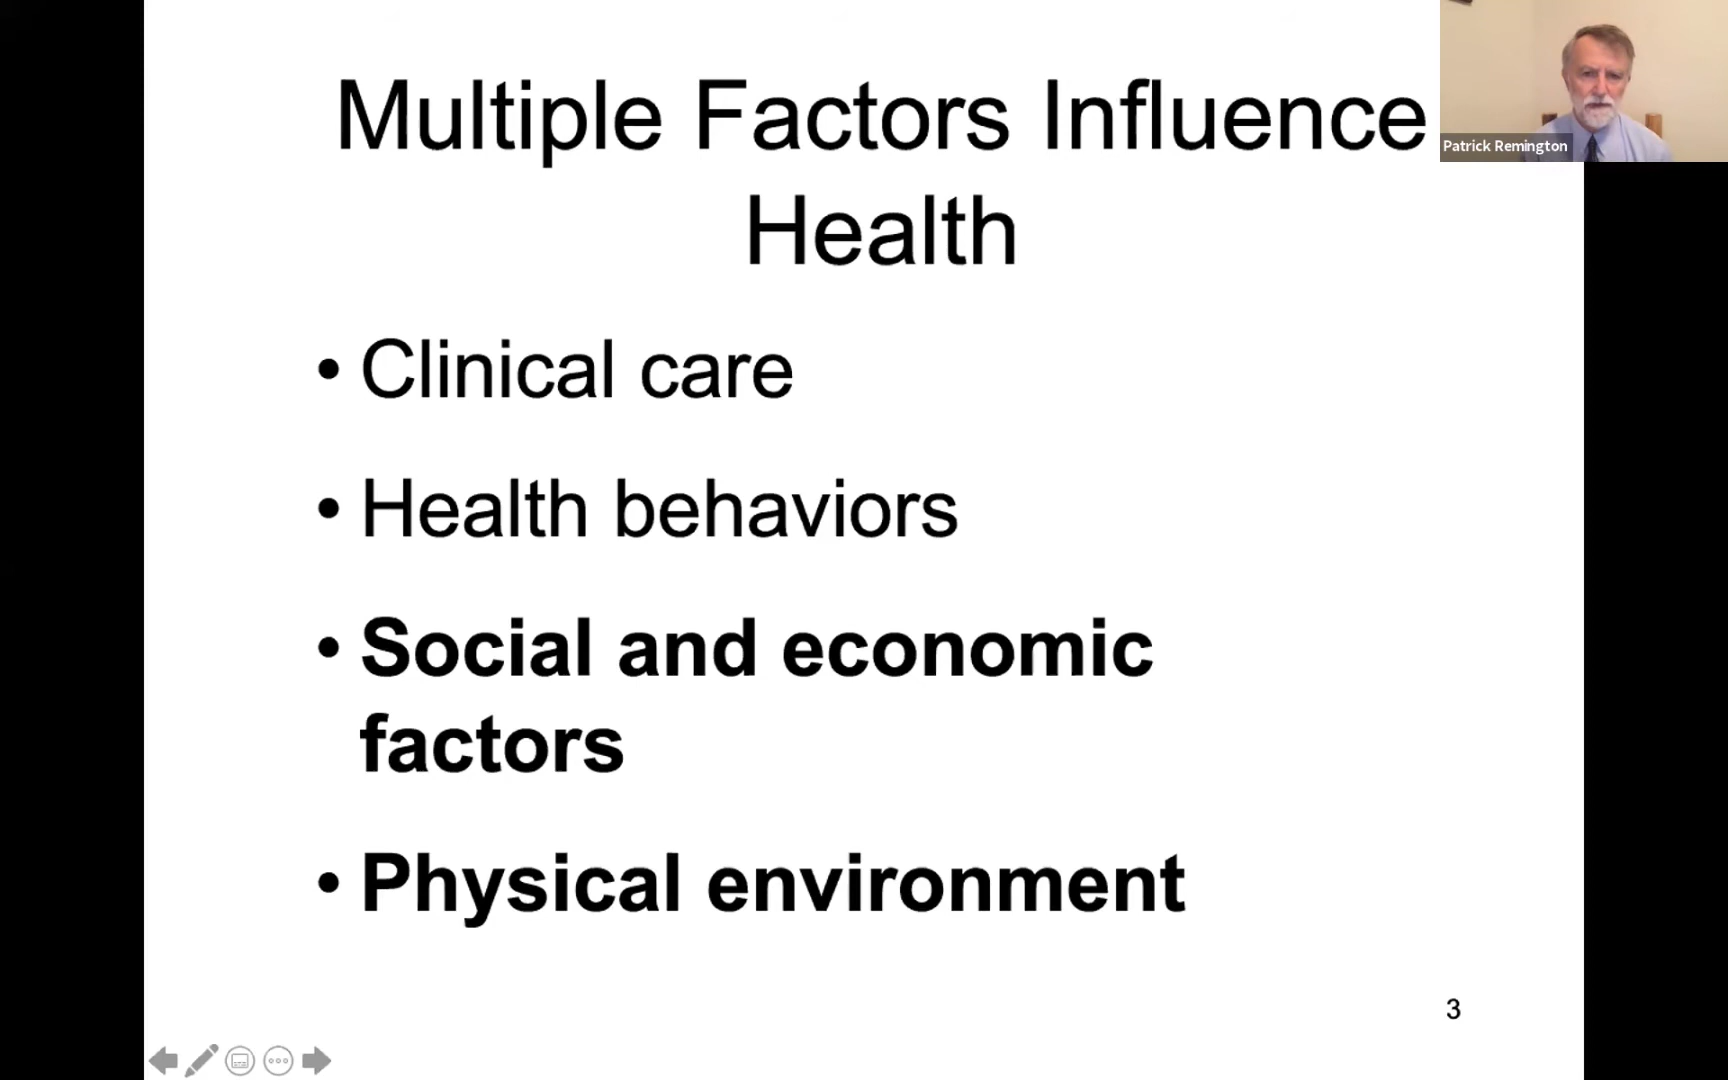 Multiple Factors Influence
Health
Patrick Remington
• Clinical care
• Health behaviors
• Social and economic
factors
• Physical environment
3